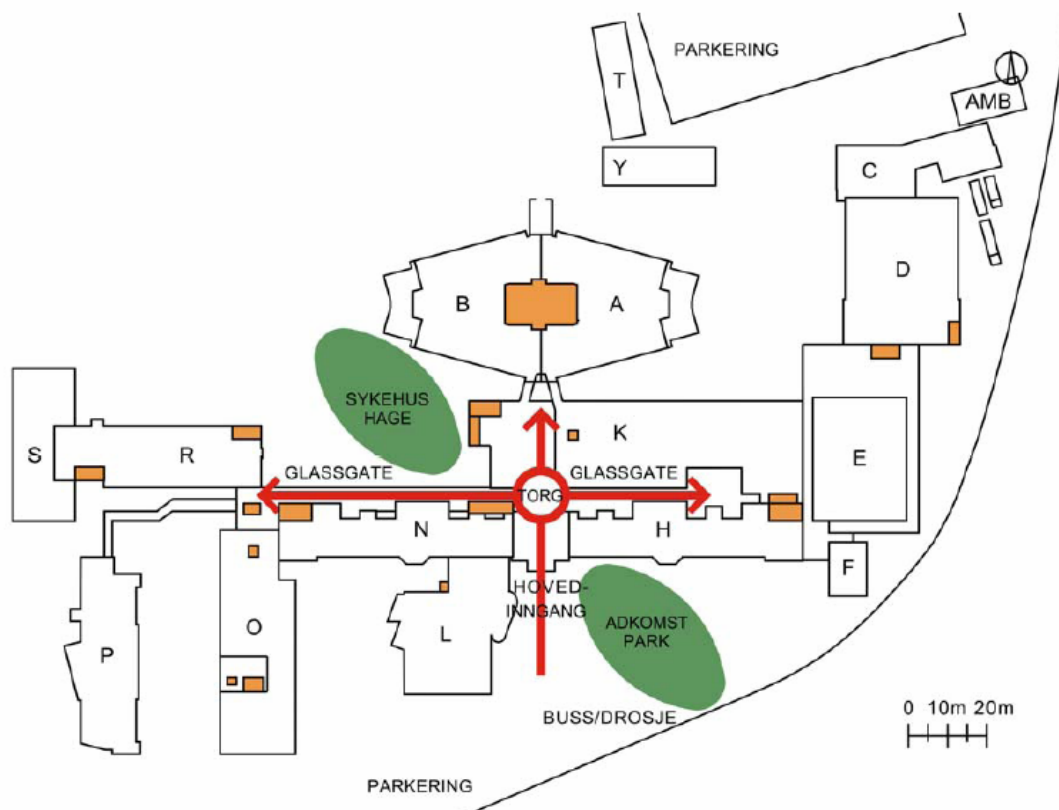 PARKERING
T
AMB
Y
C
D
B
A
SYKEHUS
HAGE
K
S
R
E
GLASSGATE
GLASSGATE
TORG
N
H
F
HOVED-
INNGANG
L
ADKOMST
PARK
O
P
BUSS/DROSJE
0 10m 20m
PARKERING